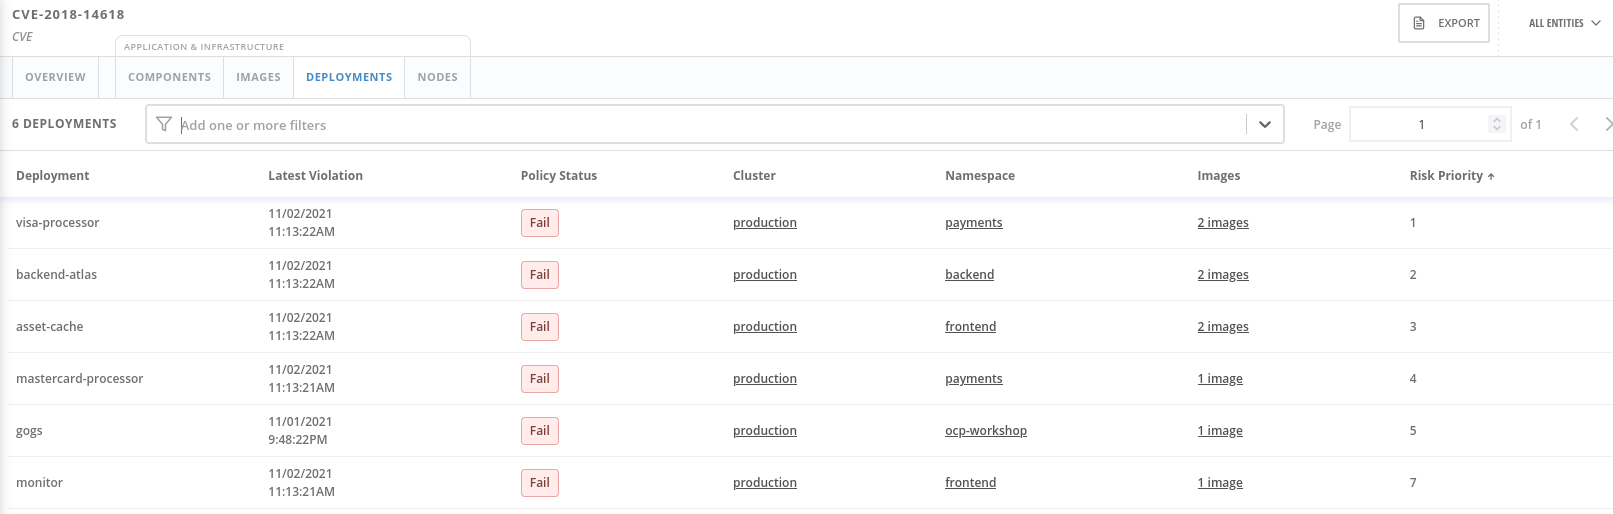 CVE-2018-14618
CVE
EXPORT
ALL ENTITIES
APPLICATION & INFRASTRUCTURE
OVERVIEW COMPONENTS IMAGES DEPLOYMENTS NODES
6 DEPLOYMENTS Add one or more filters Page 1 of 1
Deployment Latest Violation Policy Status Cluster Namespace Images Risk Priority
visa-processor 11/02/2021 11:13:22AM Fail production payments 2 images 1
backend-atlas 11/02/2021 11:13:22AM Fail production backend 2 images 2
asset-cache 11/02/2021 11:13:22AM Fail production frontend 2 images 3
mastercard-processor 11/02/2021 11:13:21AM Fail production payments 1 image 4
gogs 11/01/2021 9:48:22PM Fail production ocp-workshop 1 image 5
monitor 11/02/2021 11:13:21AM Fail production frontend 1 image 7